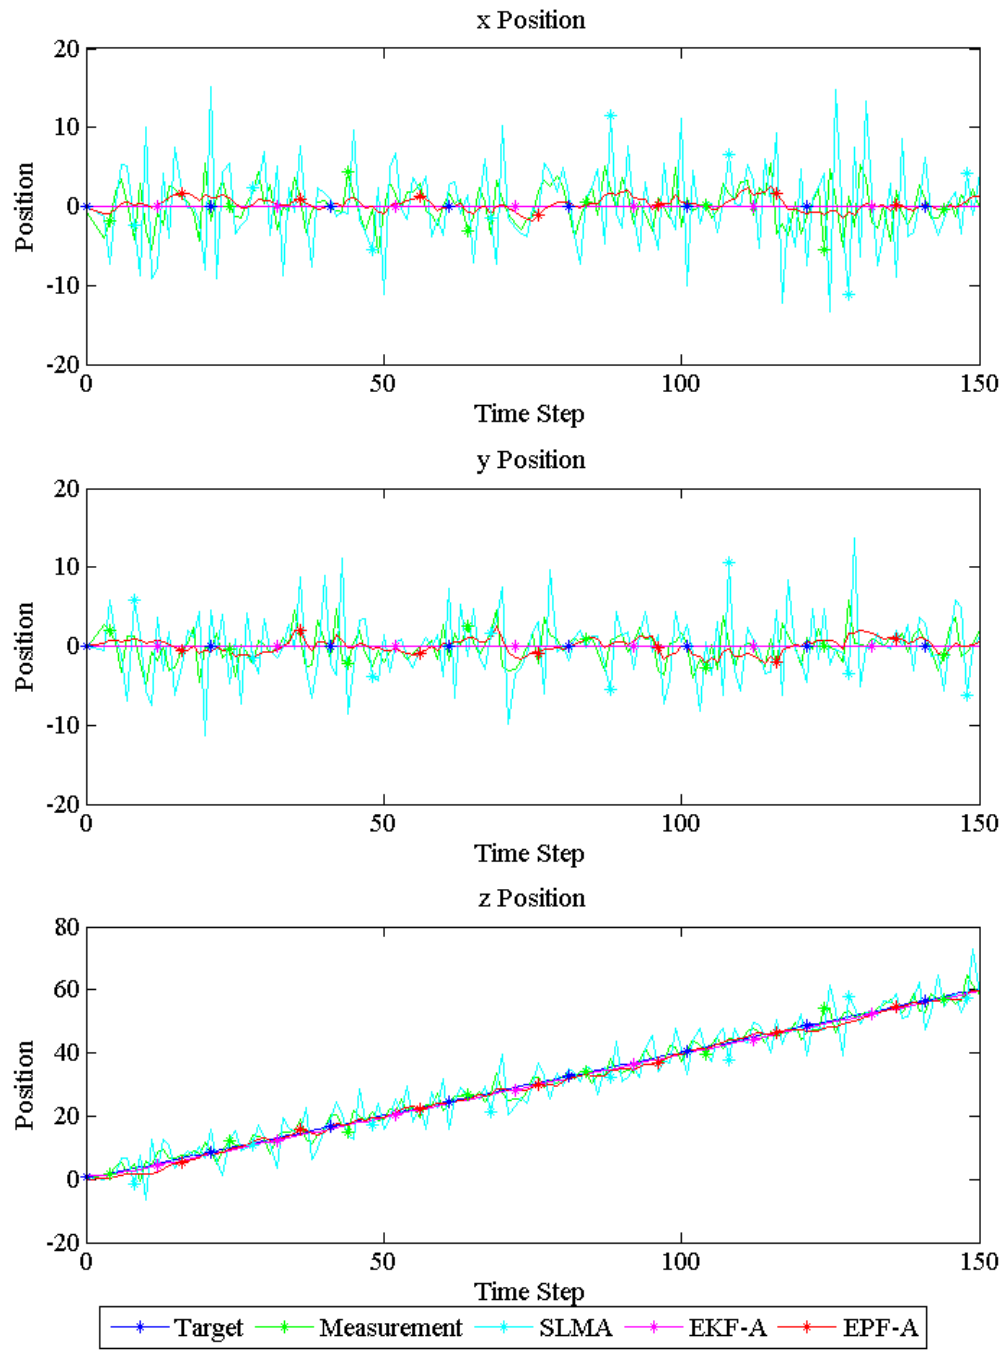 x Position
20
10
0
-10
-20
Position
0 50 100 150
Time Step
y Position
20
10
0
-10
-20
Position
0 50 100 150
Time Step
z Position
80
60
40
20
0
-20
Position
0 50 100 150
Time Step
Target Measurement SLMA EKF-A EPF-A